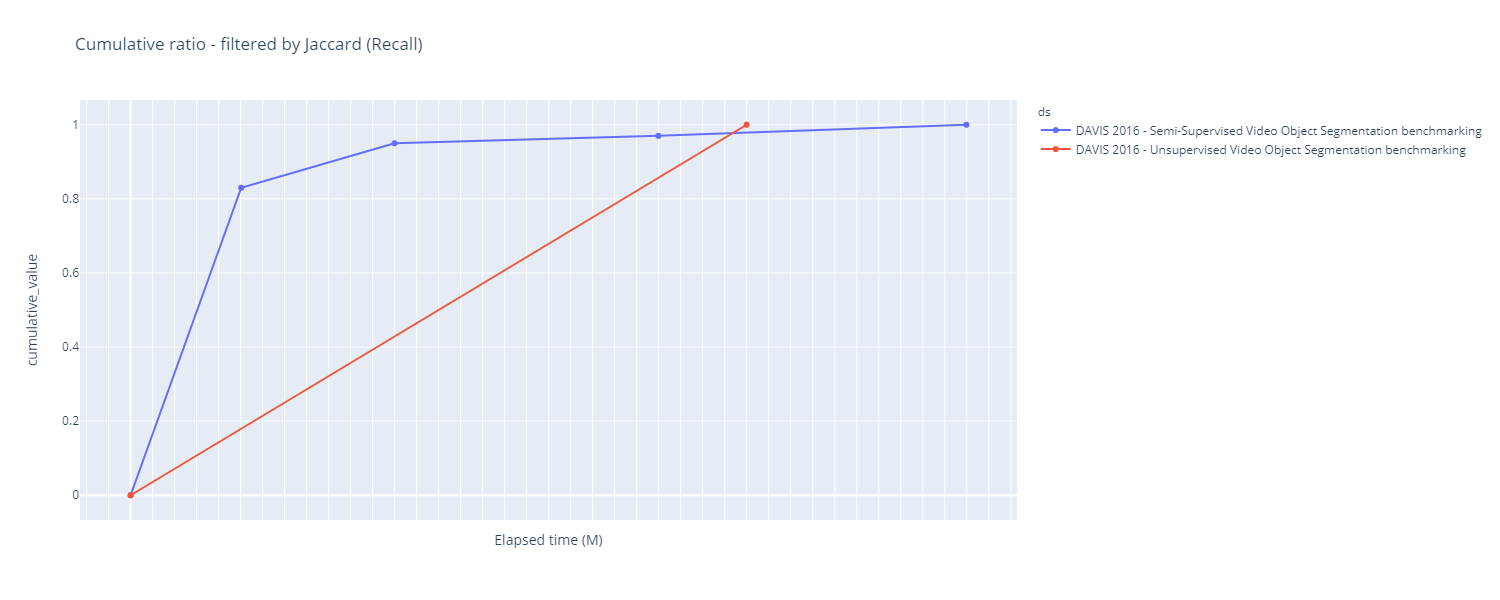 Cumulative ratio - filtered by Jaccard (Recall)
ds
DAVIS 2016 - Semi-Supervised Video Object Segmentation benchmarking
DAVIS 2016 - Unsupervised Video Object Segmentation benchmarking
1
0.8
0.6
0.4
0.2
0
cumulative_value
Elapsed time (M)